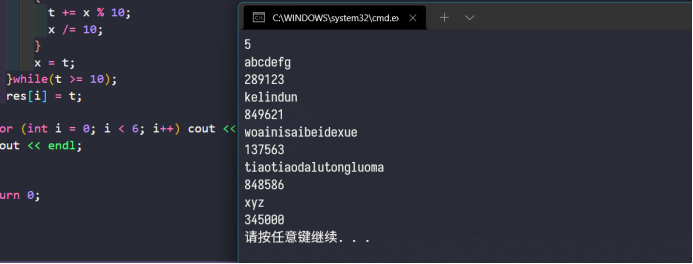 t += x % 10;
x /= 10;
}
x = t;
}while(t >= 10);
res[i] = t;
or (int i = 0; i < 6; i++) cout <<
out << endl;
urn 0;
C:\WINDOWS\system32\cmd.ex
5
abcdefg
289123
kelindun
849621
woainisaibeidexue
137563
tiaotiaodalutongluoma
848586
xyz
345000
请按任意键继续. . .